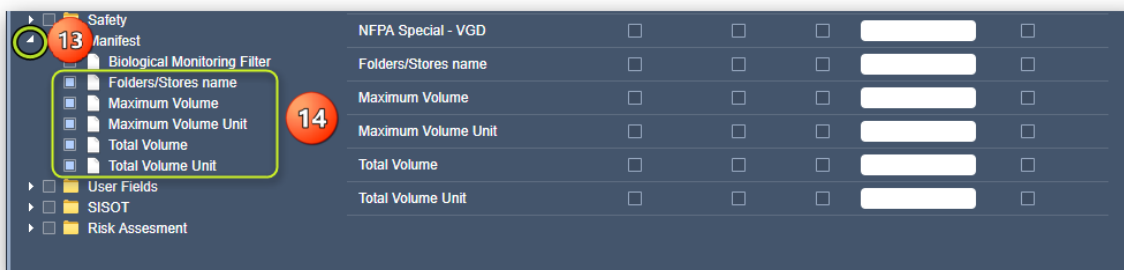 Safety
13
Manifest
Biological Monitoring Filter
Folders/Stores name
Maximum Volume
Maximum Volume Unit
Total Volume
Total Volume Unit
14
User Fields
SISOT
Risk Assesment
NFPA Special - VGD
Folders/Stores name
Maximum Volume
Maximum Volume Unit
Total Volume
Total Volume Unit